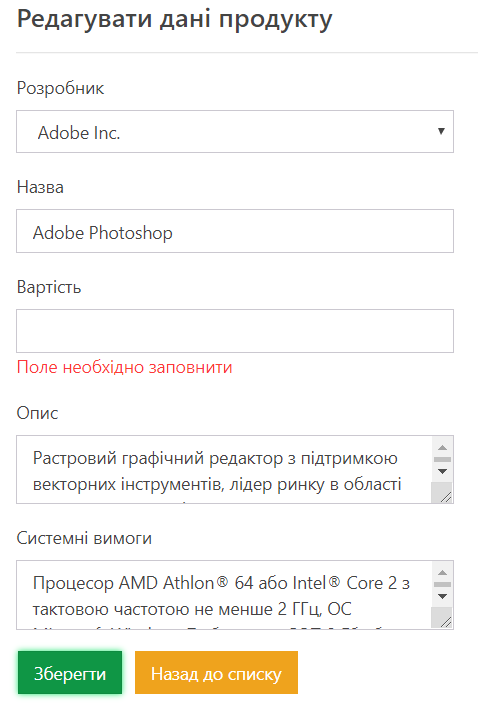 Редагувати дані продукту
Розробник
Adobe Inc.
Назва
Adobe Photoshop
Вартість
Поле необхідно заповнити
Опис
Растровий графічний редактор з підтримкою
векторних інструментів, лідер ринку в області
Системні вимоги
Процесор AMD Athlon® 64 або Intel® Core 2 з
тактовою частотою не менше 2 ГГц, ОС
Зберегти
Назад до списку